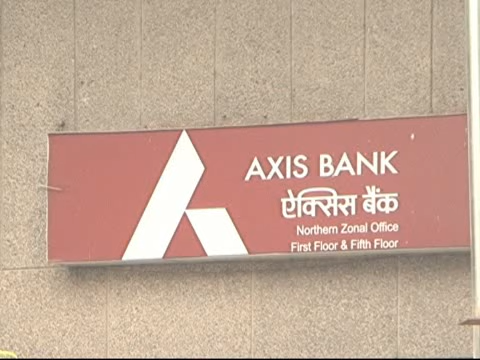 AXIS BANK
ऐक्सिस बैंक
Northern Zonal Office
First Floor & Fifth Floor